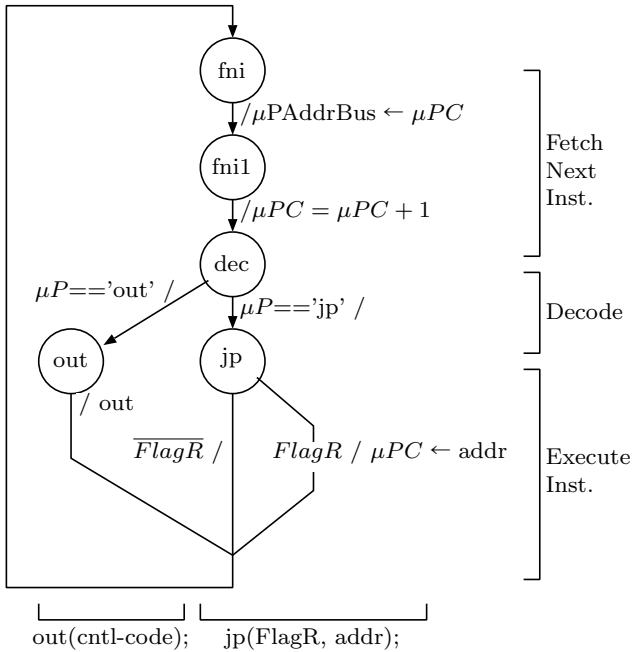 fni
/μPAddrBus ← μPC
fni1
/μPC = μPC + 1
Fetch
Next
Inst.
dec
μP=='out' /
μP=='jp' /
Decode
out
jp
/ out
F̅l̅a̅g̅R̅ /
FlagR / μPC ← addr
Execute
Inst.
out(cntl-code);
jp(FlagR, addr);